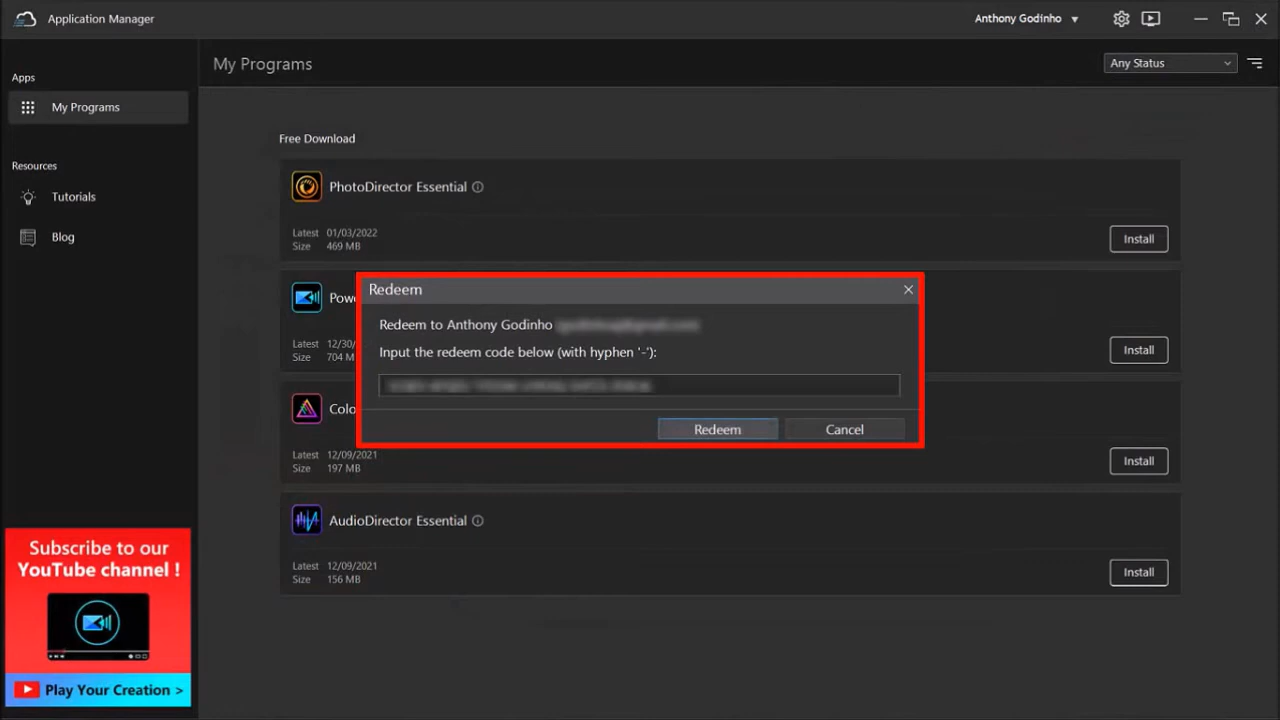 Application Manager
Anthony Godinho
Apps
My Programs
Resources
Tutorials
Blog
My Programs
Any Status
Free Download
PhotoDirector Essential
Latest 01/03/2022
Size 469 MB
Install
Latest
Size
Install
Latest 12/09/2021
Size 197 MB
Install
AudioDirector Essential
Latest 12/09/2021
Size 156 MB
Install
Redeem
Redeem to Anthony Godinho
Input the redeem code below (with hyphen '-'):
Redeem
Cancel
Subscribe to our
YouTube channel !
Play Your Creation >